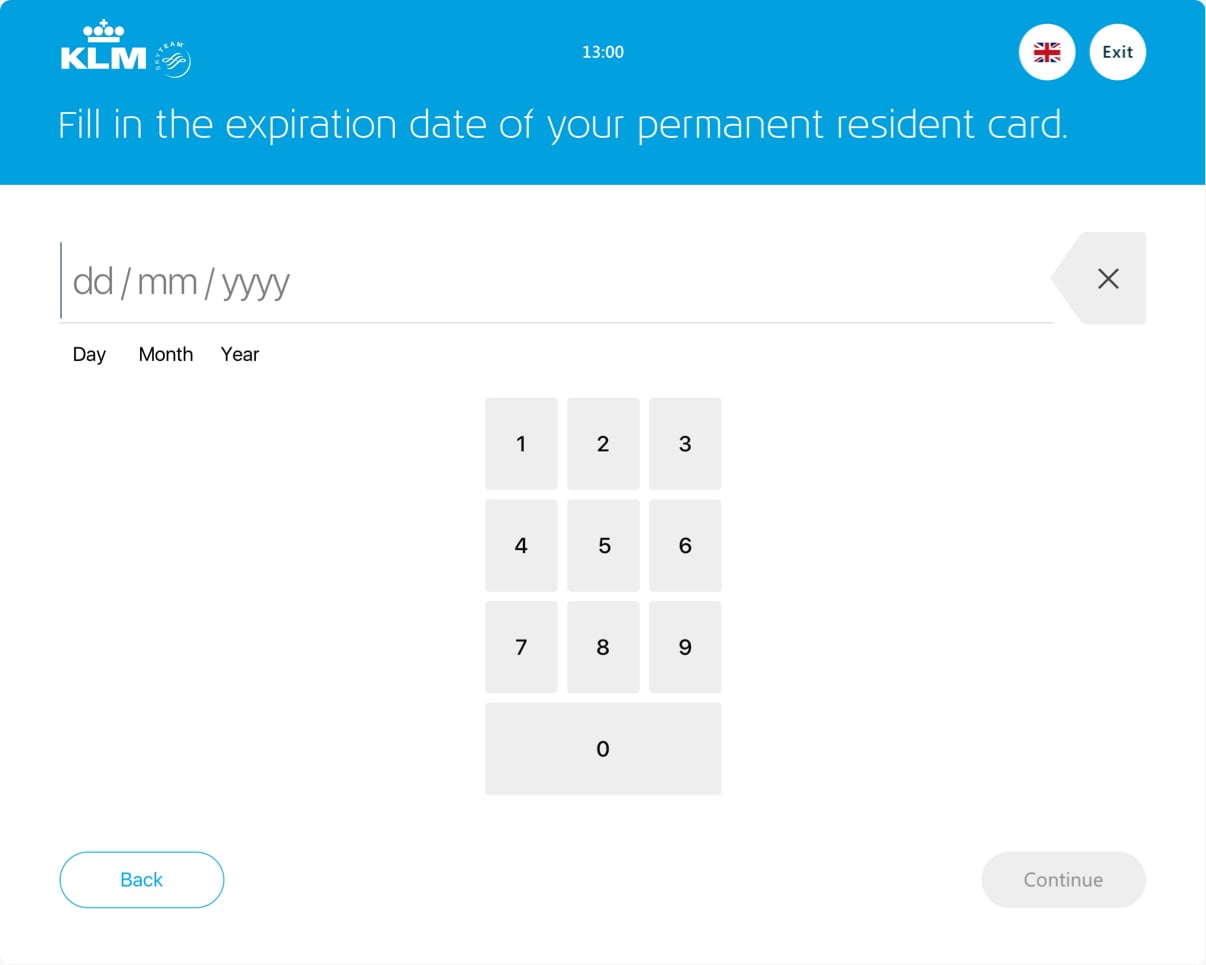 KLM
SKYTEAM
13:00
Exit
Fill in the expiration date of your permanent resident card.
dd / mm / yyyy
Day Month Year
1 2 3
4 5 6
7 8 9
0
Back
Continue